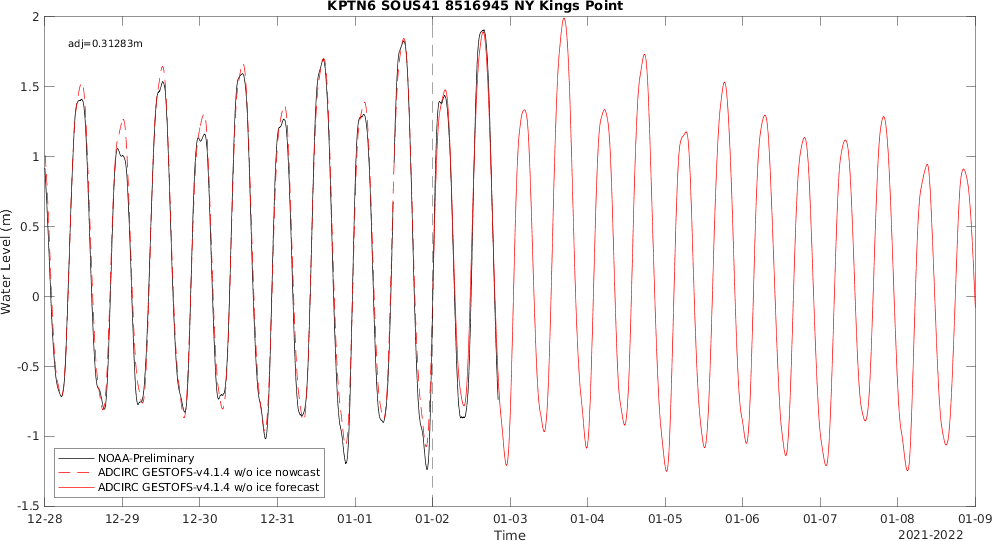 KPTN6 SOUS41 8516945 NY Kings Point
adj=0.31283m
Water Level (m)
2
1.5
1
0.5
0
-0.5
-1
-1.5
NOAA-Preliminary
ADCIRC GESTOFS-v4.1.4 w/o ice nowcast
ADCIRC GESTOFS-v4.1.4 w/o ice forecast
12-28 12-29 12-30 12-31 01-01 01-02 01-03 01-04 01-05 01-06 01-07 01-08 01-09
Time
2021-2022